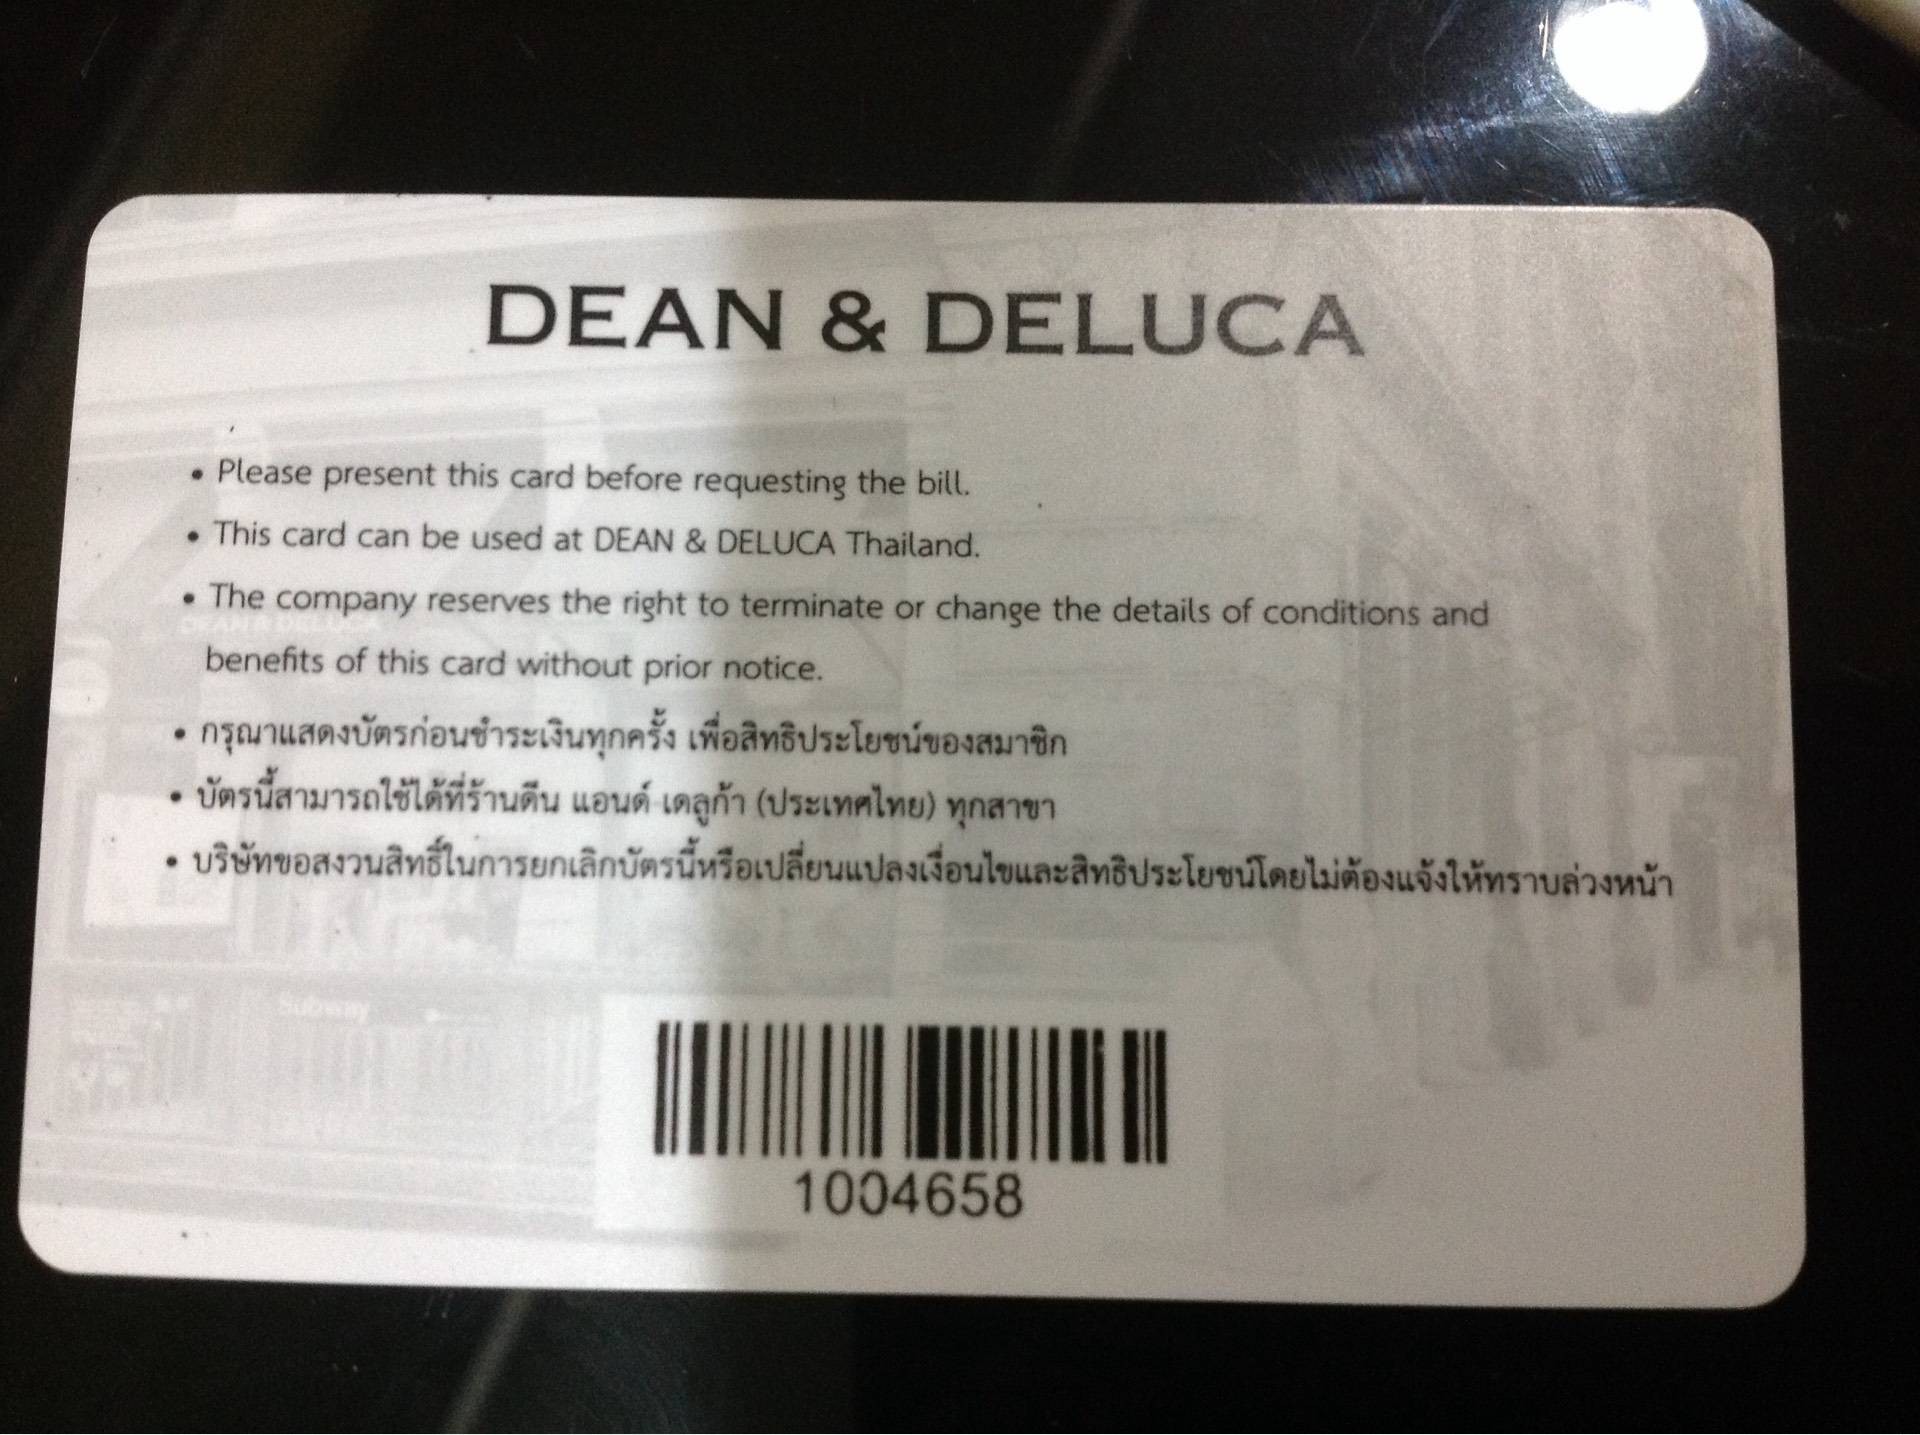 DEAN & DELUCA
• Please present this card before requesting the bill.
• This card can be used at DEAN & DELUCA Thailand.
• The company reserves the right to terminate or change the details of conditions and
benefits of this card without prior notice.
• กรุณาแสดงบัตรก่อนชำระเงินทุกครั้ง เพื่อสิทธิประโยชน์ของสมาชิก
• บัตรนี้สามารถใช้ได้ที่ร้านดีน แอนด์ เดลูก้า (ประเทศไทย) ทุกสาขา
• บริษัทขอสงวนสิทธิ์ในการยกเลิกบัตรนี้หรือเปลี่ยนแปลงเงื่อนไขและสิทธิประโยชน์โดยไม่ต้องแจ้งให้ทราบล่วงหน้า
Subway
1004658